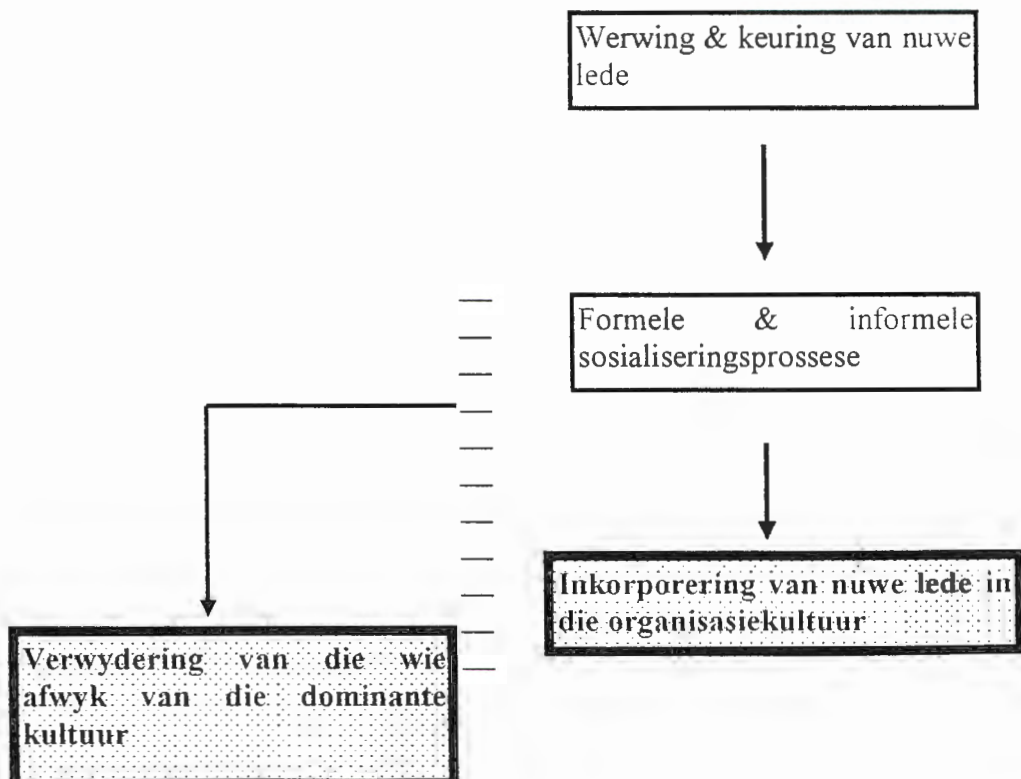 Werwing & keuring van nuwe
lede
Formele & informele
sosialiseringsprossese
Inkorporering van nuwe lede in
die organisasiekultuur
Verwydering van die wie
afwyk van die dominante
kultuur